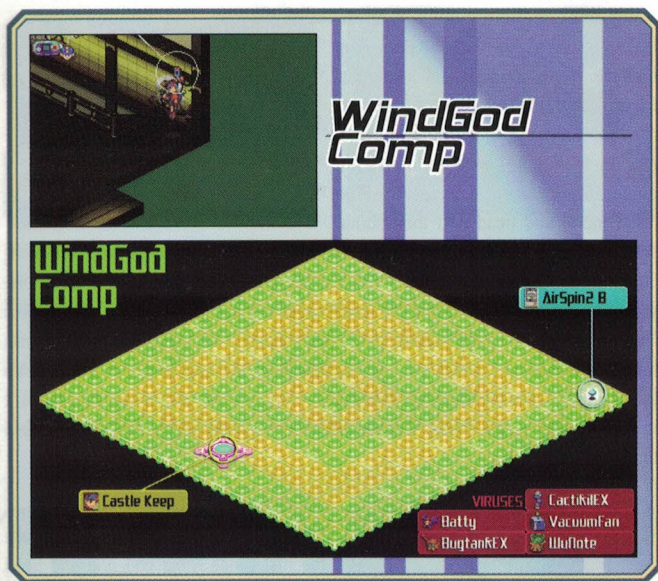 WindGod
Comp
WindGod
Comp
AirSpin2 B
Castle Keep
VIRUSES
CactikilEX
Batty
VacuumFan
BugtankEX
WuNote